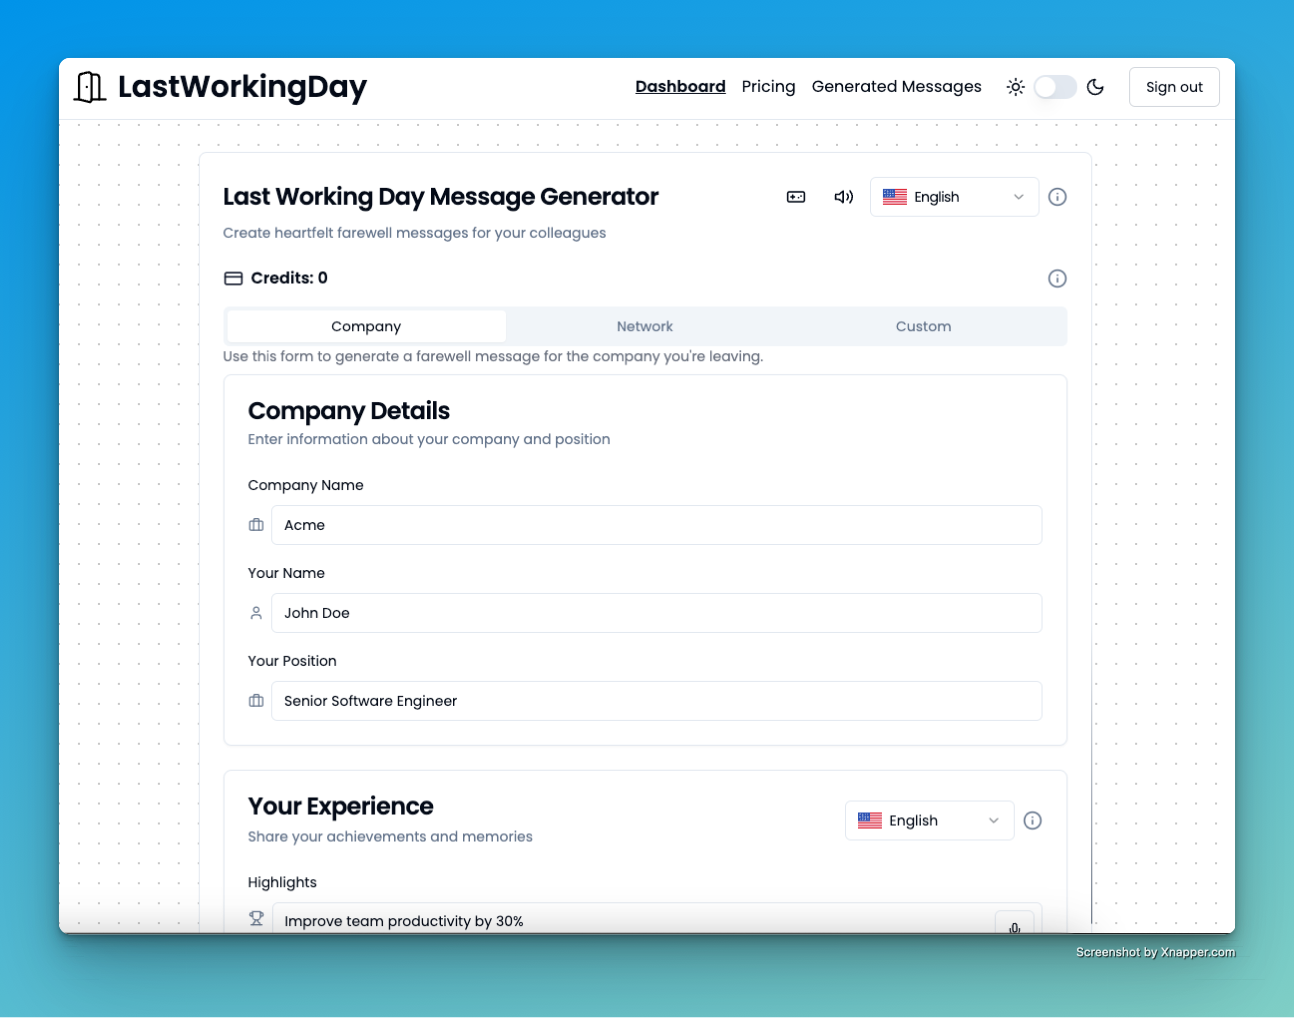 LastWorkingDay
Dashboard Pricing Generated Messages Sign out
Last Working Day Message Generator
English
Create heartfelt farewell messages for your colleagues
Credits: 0
Company Network Custom
Use this form to generate a farewell message for the company you're leaving.
Company Details
Enter information about your company and position
Company Name
Acme
Your Name
John Doe
Your Position
Senior Software Engineer
Your Experience
English
Share your achievements and memories
Highlights
Improve team productivity by 30%
Screenshot by Xnapper.com